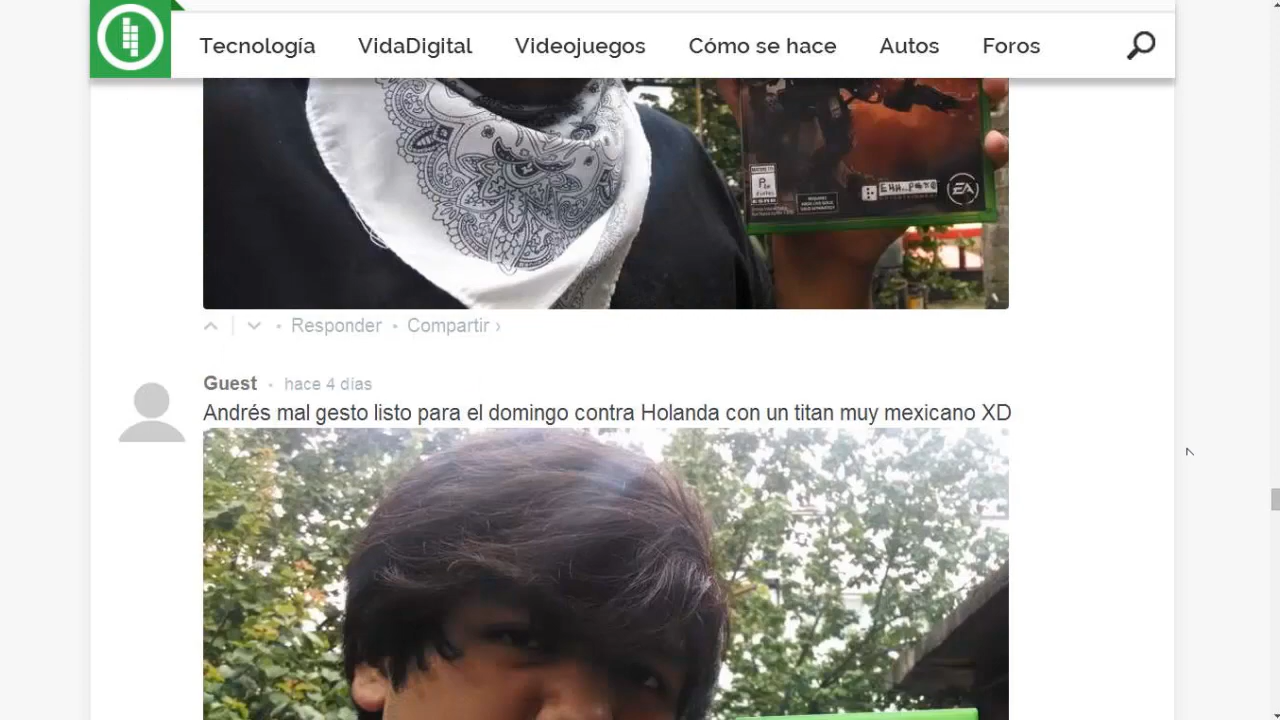 Tecnología VidaDigital Videojuegos Cómo se hace Autos Foros
EA
Responder • Compartir ›
Guest • hace 4 días
Andrés mal gesto listo para el domingo contra Holanda con un titan muy mexicano XD